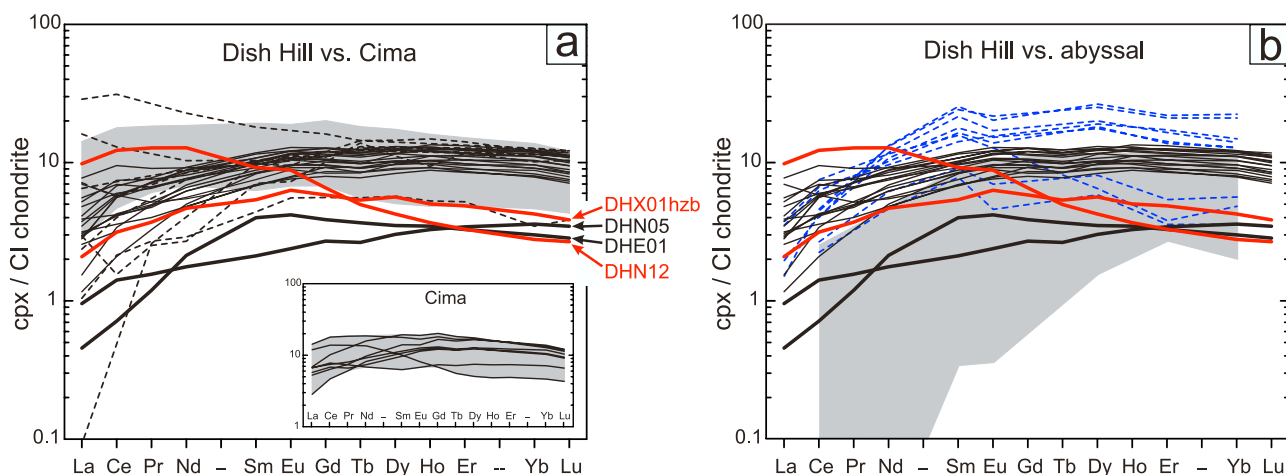 Dish Hill vs. Cima
a
100
10
1
0.1
cpx / CI chondrite
La Ce Pr Nd – Sm Eu Gd Tb Dy Ho Er -- Yb Lu
DHX01hzb
DHN05
DHE01
DHN12
Cima
100
10
1
La Ce Pr Nd – Sm Eu Gd Tb Dy Ho Er – Yb Lu
Dish Hill vs. abyssal
b
100
10
1
0.1
cpx / CI chondrite
La Ce Pr Nd – Sm Eu Gd Tb Dy Ho Er – Yb Lu